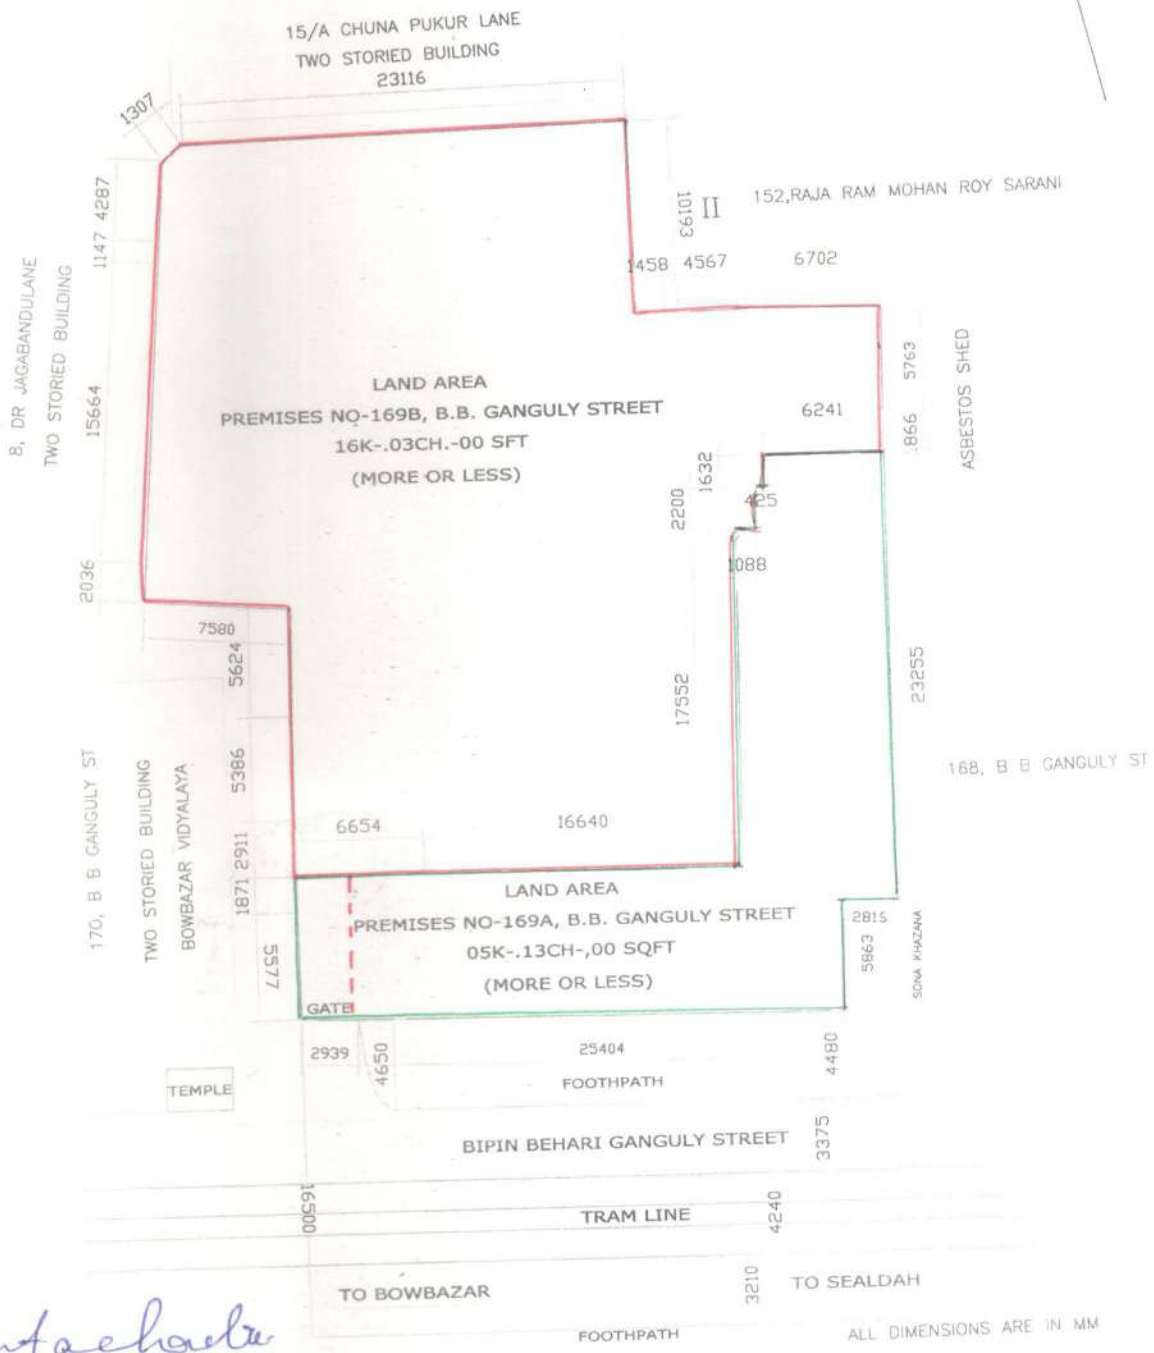 15/A CHUNA PUKUR LANE
TWO STORIED BUILDING
23116
1307
4287
1147
15664
2036
8, DR JAGABANDULANE
TWO STORIED BUILDING
10193
II
152,RAJA RAM MOHAN ROY SARANI
1458 4567 6702
5763
.866
ASBESTOS SHED
LAND AREA
PREMISES NO-169B, B.B. GANGULY STREET
16K-.03CH.-00 SFT
(MORE OR LESS)
6241
1632
2200
425
1088
17552
23255
7580
5624
5386
2911
1871
5577
170, B B GANGULY ST
TWO STORIED BUILDING
BOWBAZAR VIDYALAYA
168, B B GANGULY ST
6654 16640
LAND AREA
PREMISES NO-169A, B.B. GANGULY STREET
05K-.13CH-,00 SQFT
(MORE OR LESS)
2815
5863
SONA KHAZANA
GATE
2939
4650
25404
4480
FOOTHPATH
TEMPLE
BIPIN BEHARI GANGULY STREET
3375
16500
TRAM LINE
4240
TO BOWBAZAR
3210
TO SEALDAH
FOOTHPATH
ALL DIMENSIONS ARE IN MM